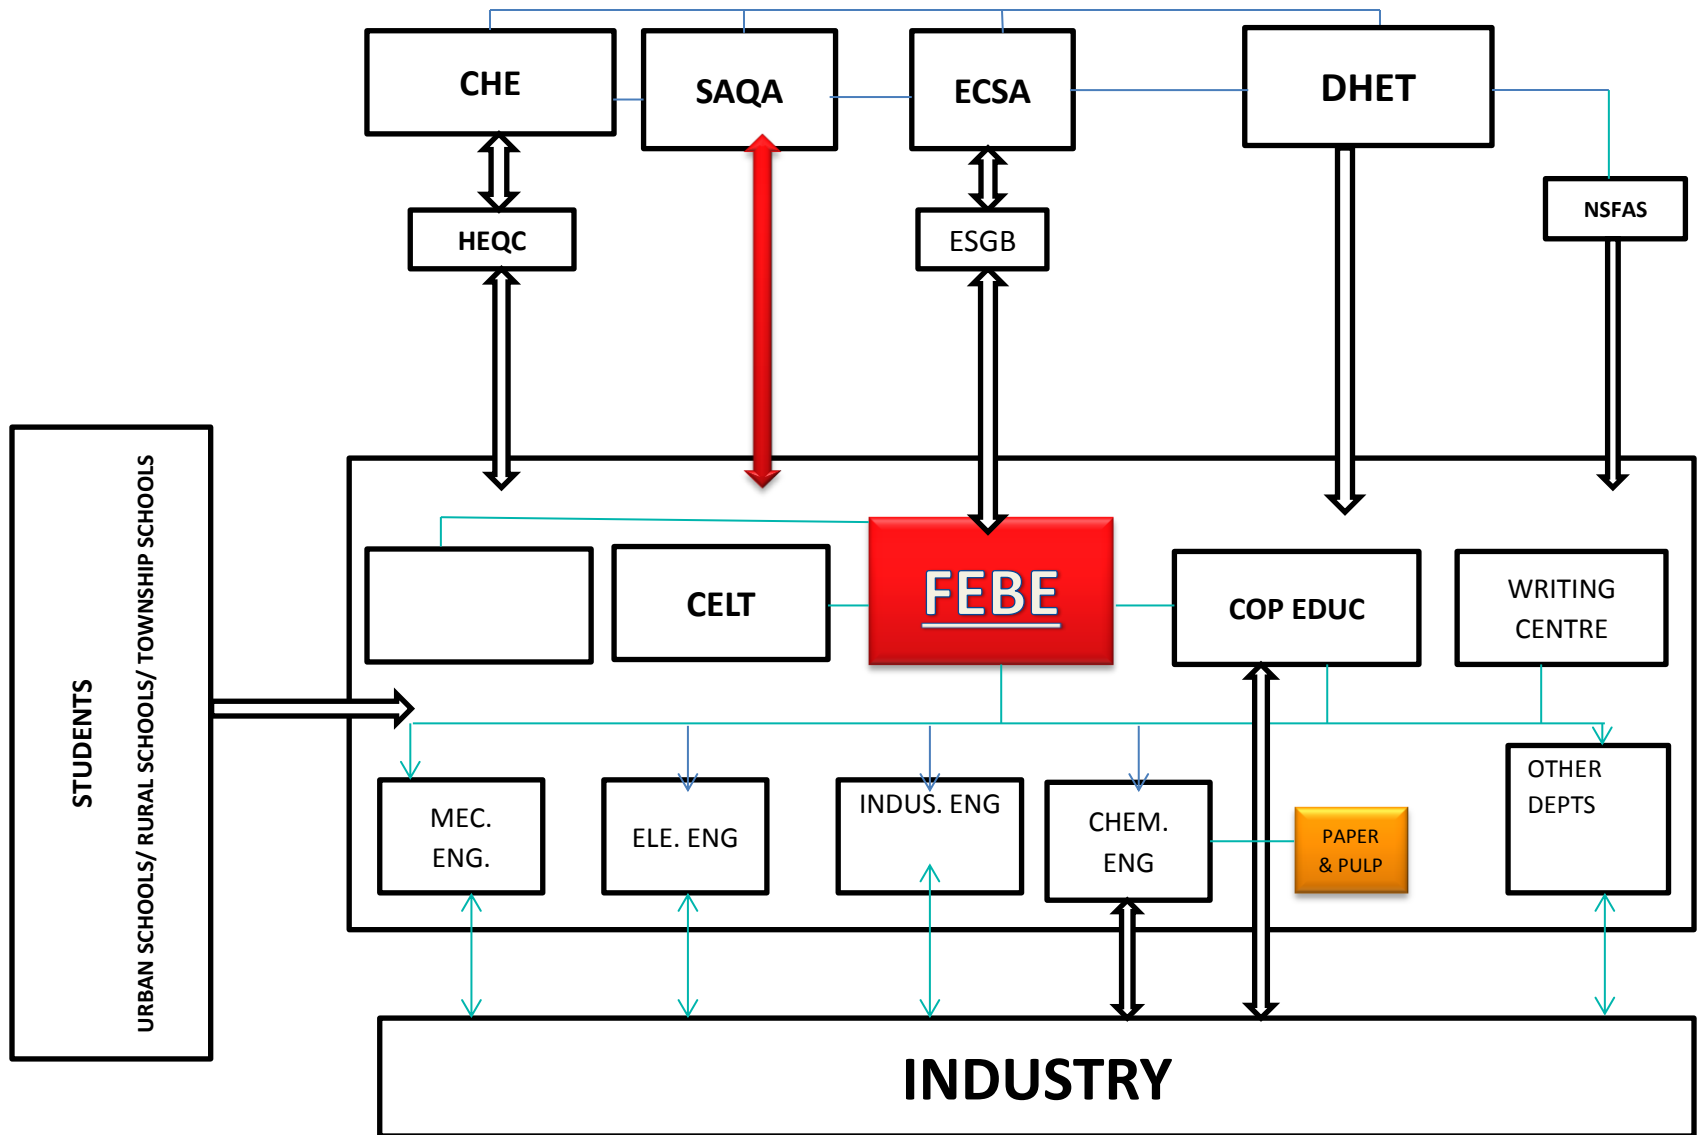 CHE
SAQA
ECSA
DHET
HEQC
ESGB
NSFAS
STUDENTS
URBAN SCHOOLS/ RURAL SCHOOLS/ TOWNSHIP SCHOOLS
CELT
FEBE
COP EDUC
WRITING
CENTRE
MEC.
ENG.
ELE. ENG
INDUS. ENG
CHEM.
ENG
PAPER
& PULP
OTHER
DEPTS
INDUSTRY